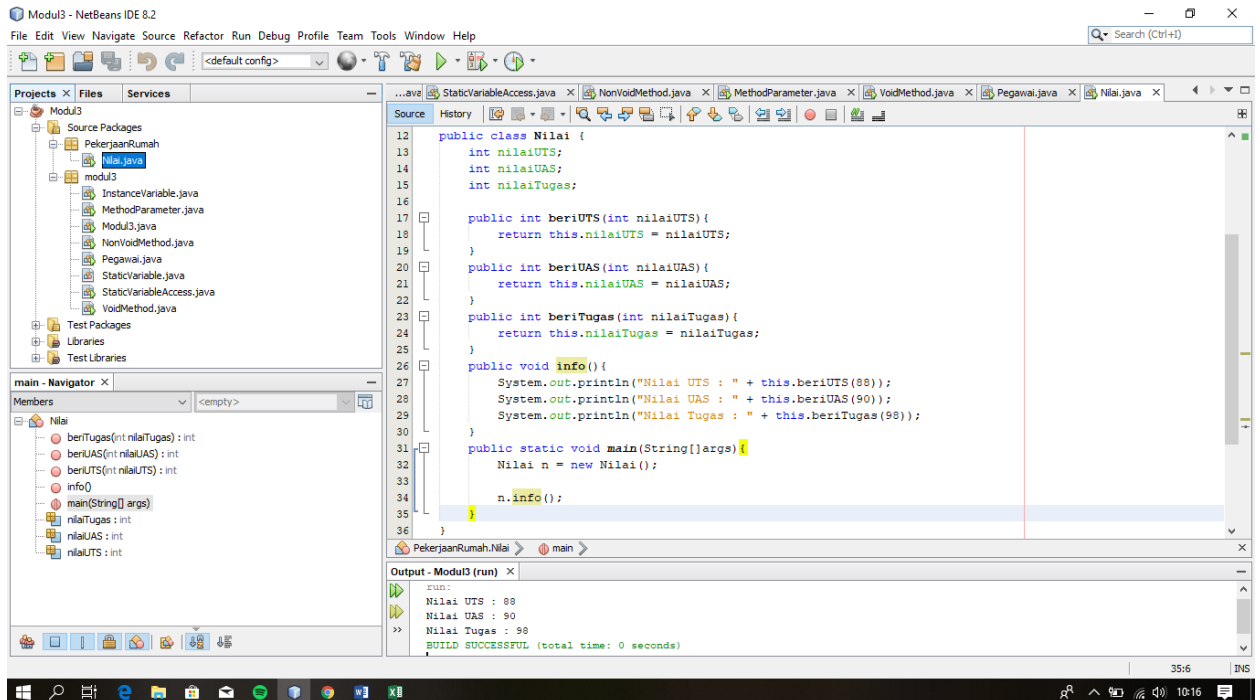 Modul3 - NetBeans IDE 8.2
File Edit View Navigate Source Refactor Run Debug Profile Team Tools Window Help
Search (Ctrl+I)
<default config>
Projects Files Services
Modul3
Source Packages
PekerjaanRumah
Nilai.java
modul3
InstanceVariable.java
MethodParameter.java
Modul3.java
NonVoidMethod.java
Pegawai.java
StaticVariable.java
StaticVariableAccess.java
VoidMethod.java
Test Packages
Libraries
Test Libraries
main - Navigator
Members <empty>
Nilai
beriTugas(int nilaiTugas) : int
beriUAS(int nilaiUAS) : int
beriUTS(int nilaiUTS) : int
info()
main(String[] args)
nilaiTugas : int
nilaiUAS : int
nilaiUTS : int
...ava StaticVariableAccess.java NonVoidMethod.java MethodParameter.java VoidMethod.java Pegawai.java Nilai.java
Source History
12 public class Nilai {
13 int nilaiUTS;
14 int nilaiUAS;
15 int nilaiTugas;
16
17 public int beriUTS(int nilaiUTS){
18 return this.nilaiUTS = nilaiUTS;
19 }
20 public int beriUAS(int nilaiUAS){
21 return this.nilaiUAS = nilaiUAS;
22 }
23 public int beriTugas(int nilaiTugas){
24 return this.nilaiTugas = nilaiTugas;
25 }
26 public void info(){
27 System.out.println("Nilai UTS : " + this.beriUTS(88));
28 System.out.println("Nilai UAS : " + this.beriUAS(90));
29 System.out.println("Nilai Tugas : " + this.beriTugas(98));
30 }
31 public static void main(String[]args){
32 Nilai n = new Nilai();
33
34 n.info();
35 }
36 }
PekerjaanRumah.Nilai main
Output - Modul3 (run)
run:
Nilai UTS : 88
Nilai UAS : 90
Nilai Tugas : 98
BUILD SUCCESSFUL (total time: 0 seconds)
35:6 INS
10:16